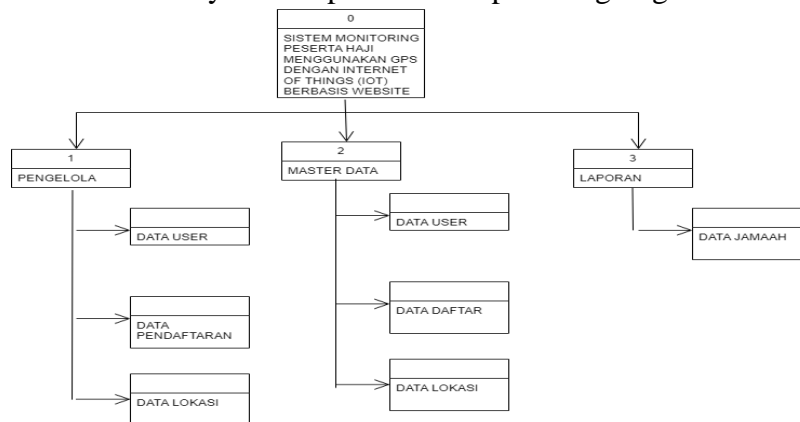 0
SISTEM MONITORING
PESERTA HAJI
MENGGUNAKAN GPS
DENGAN INTERNET
OF THINGS (IOT)
BERBASIS WEBSITE
1
PENGELOLA
2
MASTER DATA
3
LAPORAN
DATA USER
DATA
PENDAFTARAN
DATA LOKASI
DATA USER
DATA DAFTAR
DATA LOKASI
DATA JAMAAH